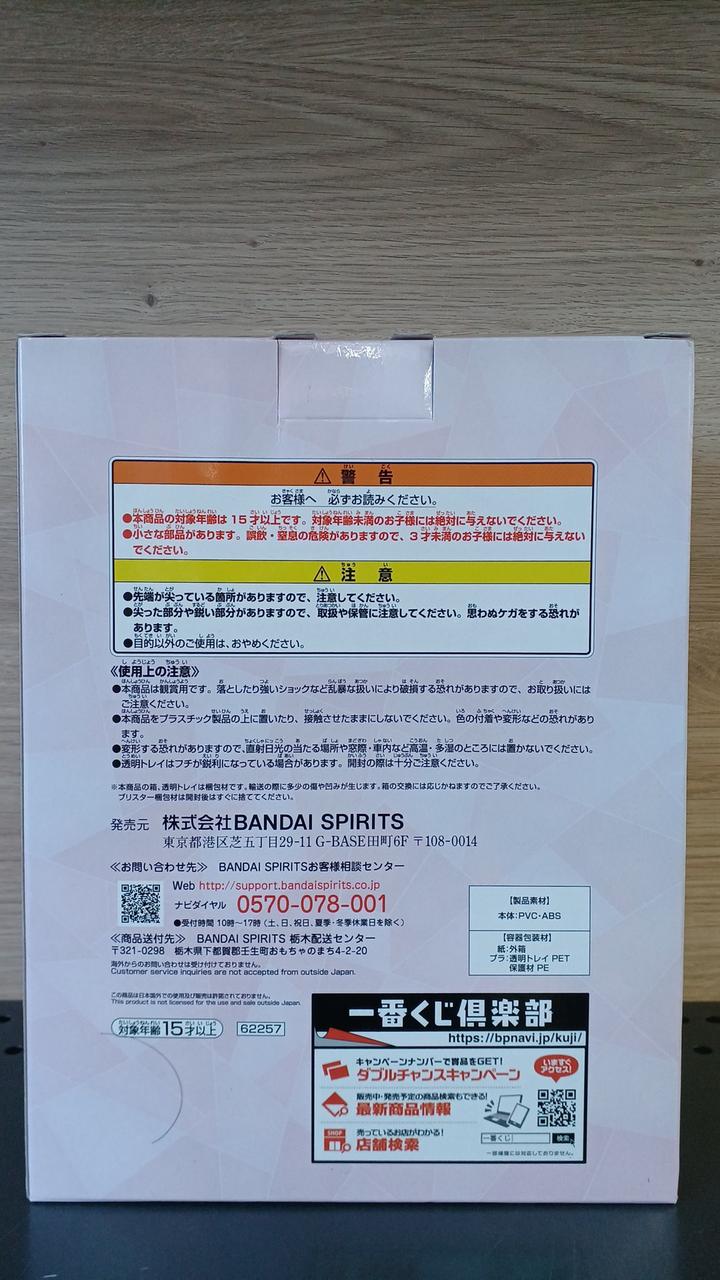 ⚠警告
お客様へ 必ずお読みください。
●本商品の対象年齢は15才以上です。対象年齢未満のお子様には絶対に与えないでください。
●小さな部品があります。誤飲・窒息の危険がありますので、3才未満のお子様には絶対に与えない
でください。
⚠注意
●先端が尖っている箇所がありますので、注意してください。
●尖った部分や鋭い部分がありますので、取扱や保管に注意してください。思わぬケガをする恐れが
あります。
●目的以外のご使用は、おやめください。
《使用上の注意》
●本商品は観賞用です。落としたり強いショックなど乱暴な扱いにより破損する恐れがありますので、お取り扱いには
ご注意ください。
●本商品をプラスチック製品の上に置いたり、接触させたままにしないでください。色の付着や変形などの恐れがあり
ます。
●変形する恐れがありますので、直射日光の当たる場所や窓際・車内など高温・多湿のところには置かないでください。
●透明トレイはフチが鋭利になっている場合があります。開封の際は十分ご注意ください。
※本商品の箱、透明トレイは梱包材です。輸送の際に多少の傷や凹みが生じます。箱の交換には応じかねますのでご了承ください。
ブリスター梱包材は開封後はすぐに捨ててください。
発売元 株式会社BANDAI SPIRITS
東京都港区芝五丁目29-11 G-BASE田町6F 〒108-0014
≪お問い合わせ先≫ BANDAI SPIRITSお客様相談センター
Web http://support.bandaispirits.co.jp
ナビダイヤル 0570-078-001
●受付時間 10時〜17時(土、日、祝日、夏季・冬季休業日を除く)
≪商品送付先≫ BANDAI SPIRITS 栃木配送センター
〒321-0298 栃木県下都賀郡壬生町おもちゃのまち4-2-20
海外からのお問い合わせは受け付けておりません。
Customer service inquiries are not accepted from outside Japan.
【製品素材】
本体:PVC・ABS
【容器包装材】
紙:外箱
プラ:透明トレイ PET
保護材 PE
この商品は日本国外での使用及び販売は許諾されておりません。
This product is not licensed for the use and sale outside Japan.
対象年齢15才以上 62257
一番くじ倶楽部
https://bpnavi.jp/kuji/
キャンペーンナンバーで賞品をGET!
ダブルチャンスキャンペーン
いますぐ
アクセス!
販売中・発売予定の商品検索もできる!
最新商品情報
SHOP
売っているお店がわかる!
店舗検索
一番くじ 検索
一部機種には対応しておりません。